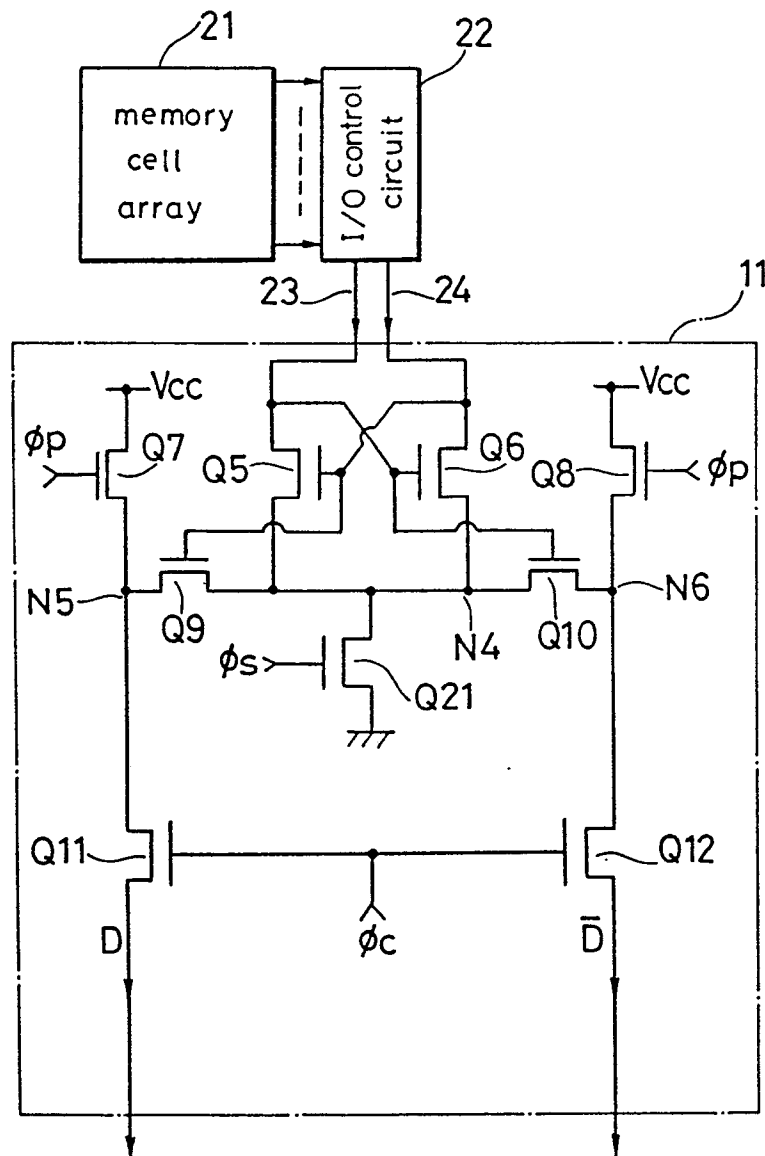 21
22
memory
cell
array
I/O control
circuit
23
24
11
Vcc
Vcc
φp
Q7
Q5
Q6
Q8
φp
N5
Q9
N4
Q10
N6
φs
Q21
Q11
Q12
D
φc
D̅